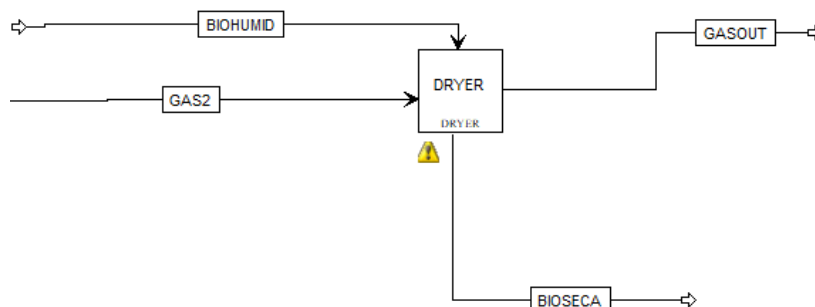 BIOHUMID
GASOUT
DRYER
GAS2
DRYER
BIOSECA